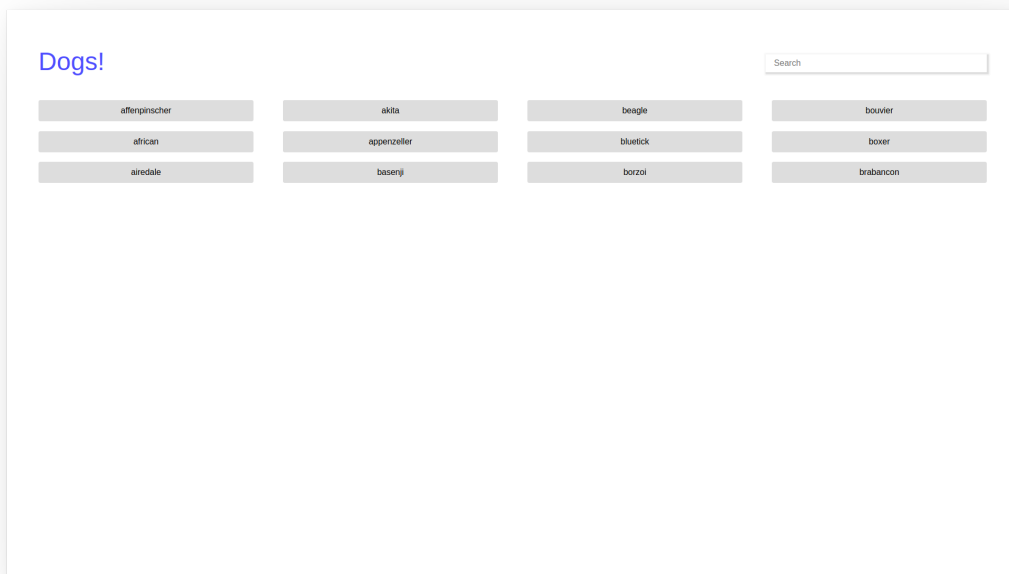 Dogs!
Search
affenpinscher
african
airedale
akita
appenzeller
basenji
beagle
bluetick
borzoi
bouvier
boxer
brabancon